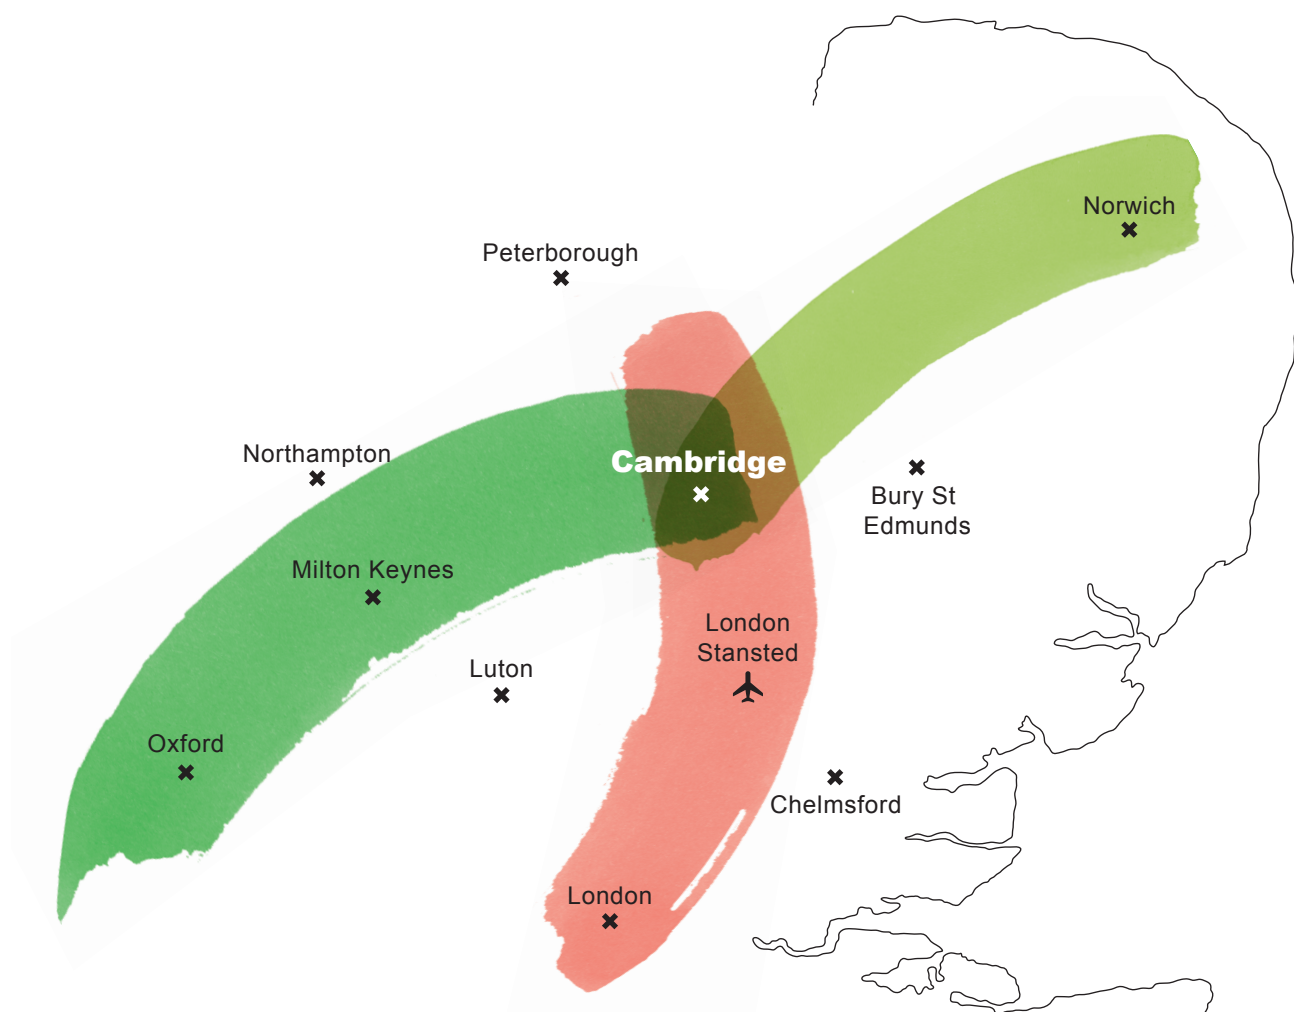 Norwich
Peterborough
Northampton
Cambridge
Bury St
Edmunds
Milton Keynes
London
Stansted
Luton
Oxford
Chelmsford
London